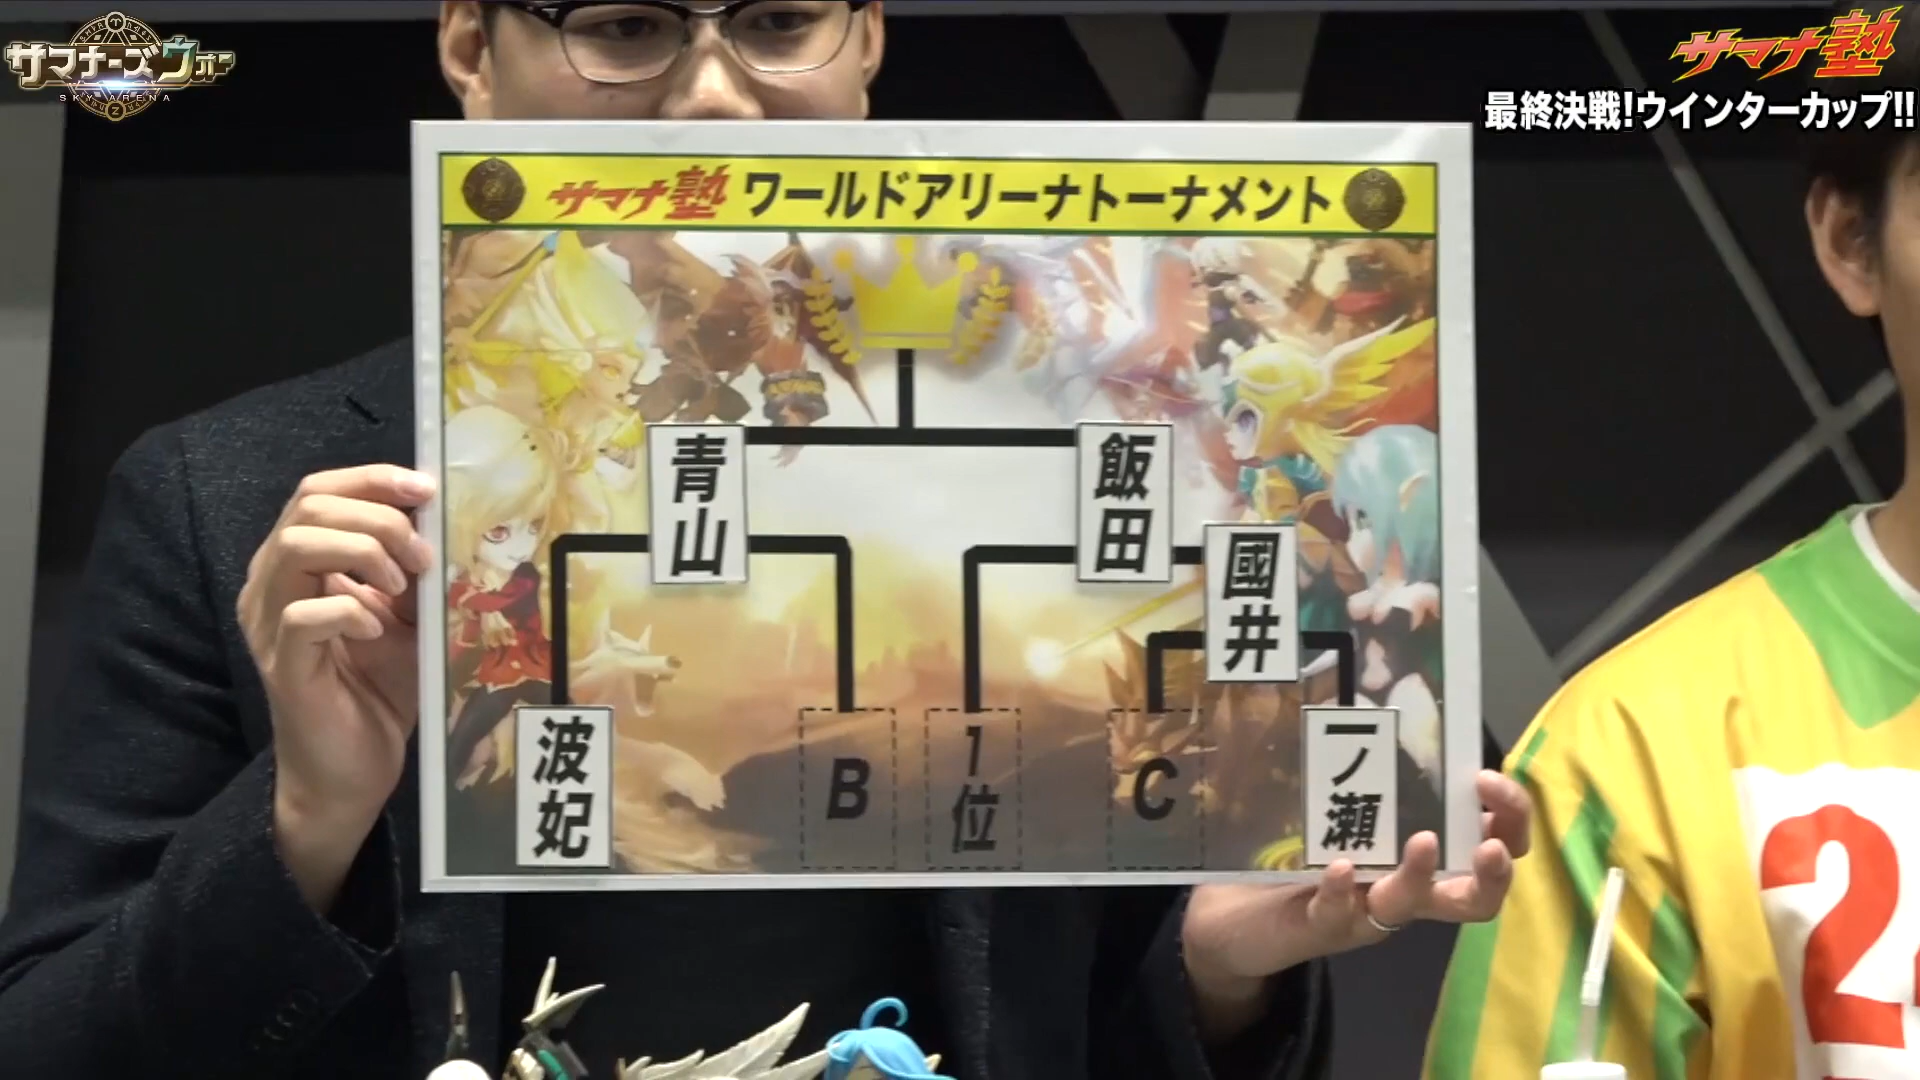 サマナーズウォー
SKY ARENA
サマナ塾
最終決戦!ウインターカップ!!
サマナ塾 ワールドアリーナトーナメント
青山
飯田
國井
波妃
B
1位
C
一ノ瀬
2